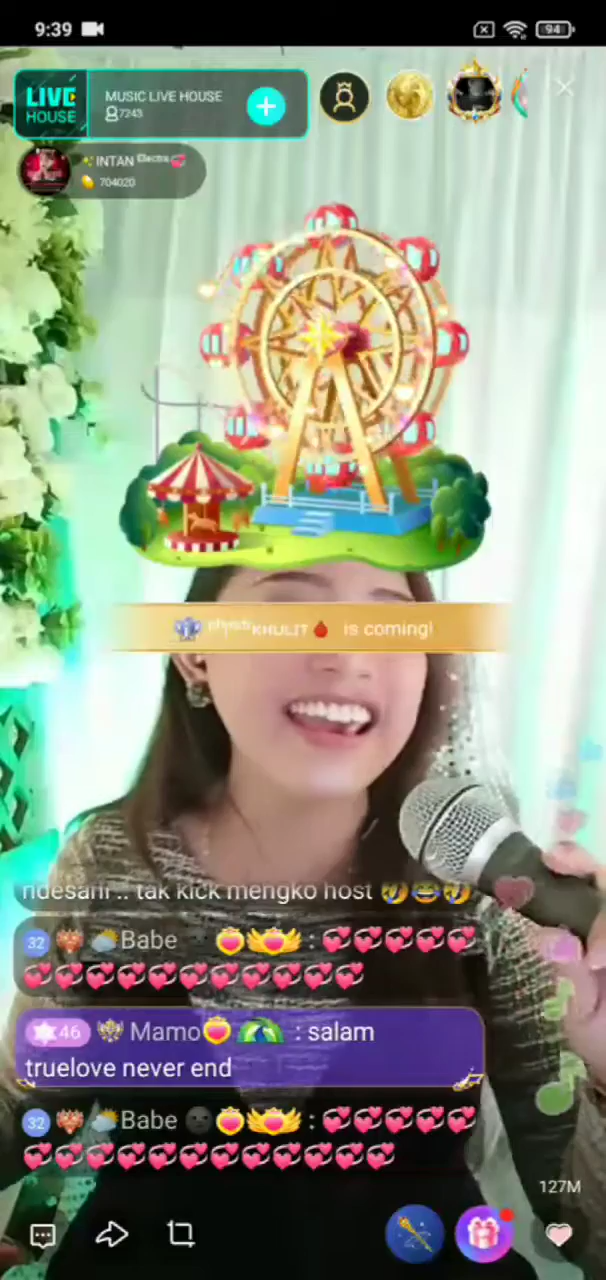 9:39
94
LIVE
HOUSE
MUSIC LIVE HOUSE
7243
INTAN Electra
704020
KHULIT🩸 is coming!
ndesani .. tak kick mengko host 🤣😂🤣
32 Babe : 💞💞💞💞💞
💞💞💞💞💞💞💞💞💞💞💞
46 Mamo : salam
truelove never end
32 Babe : 💞💞💞💞💞
💞💞💞💞💞💞💞💞💞💞💞💞
127M